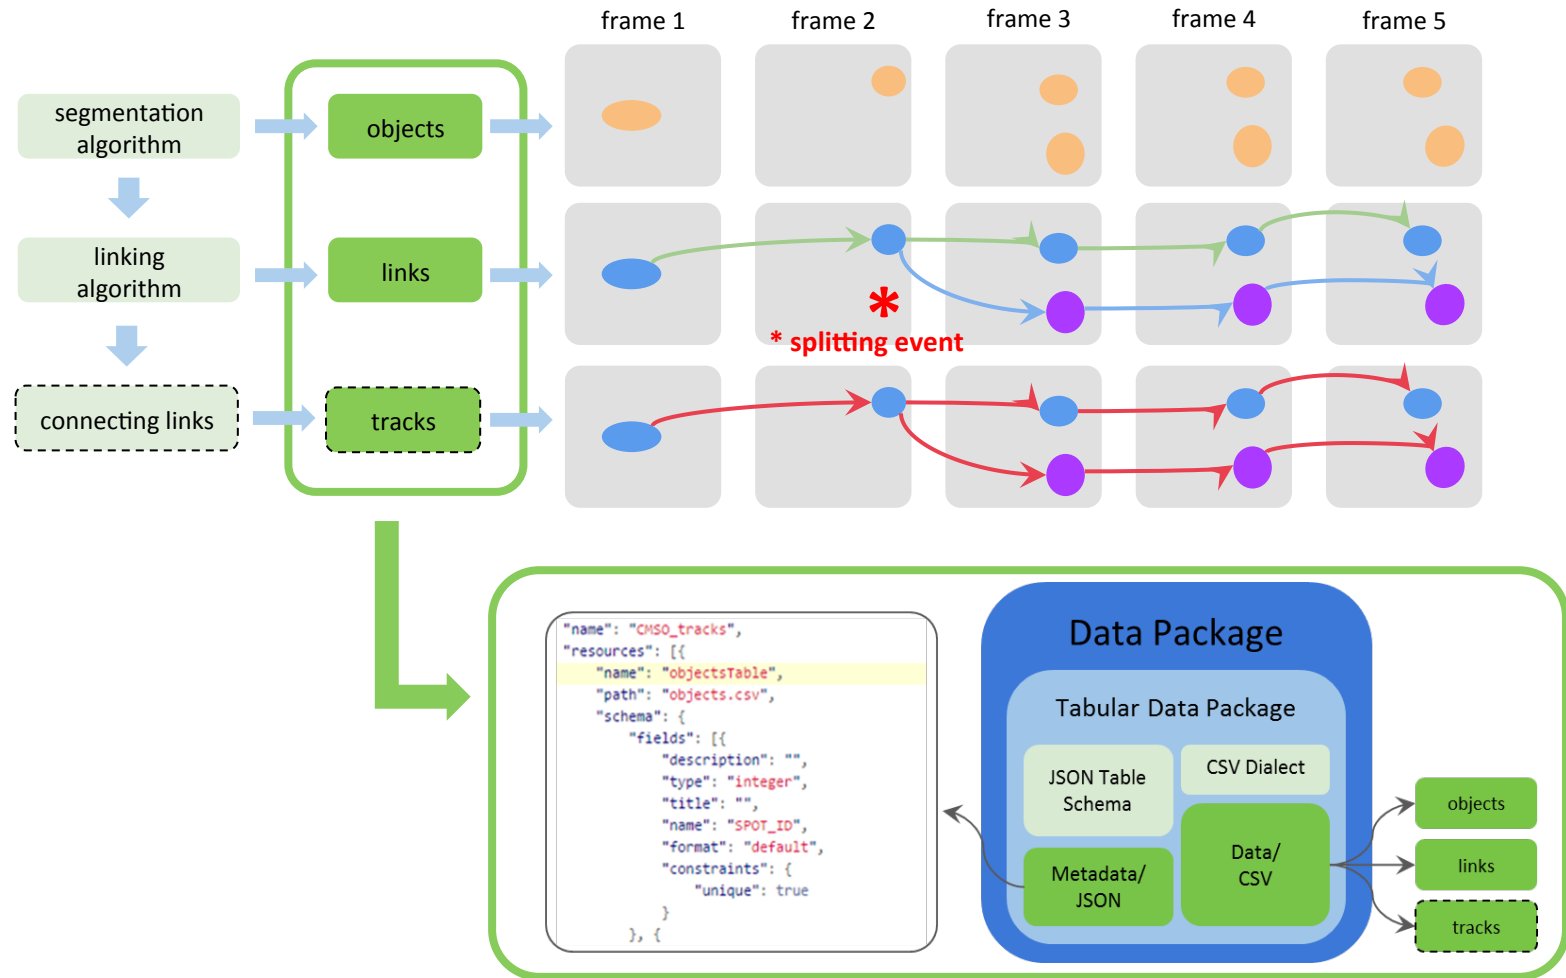 frame 1
frame 2
frame 3
frame 4
frame 5
segmentation
algorithm
objects
linking
algorithm
links
*
* splitting event
connecting links
tracks
"name": "CMSO_tracks",
"resources": [{
"name": "objectsTable",
"path": "objects.csv",
"schema": {
"fields": [{
"description": "",
"type": "integer",
"title": "",
"name": "SPOT_ID",
"format": "default",
"constraints": {
"unique": true
}
}, {
Data Package
Tabular Data Package
JSON Table
Schema
CSV Dialect
Metadata/
JSON
Data/
CSV
objects
links
tracks